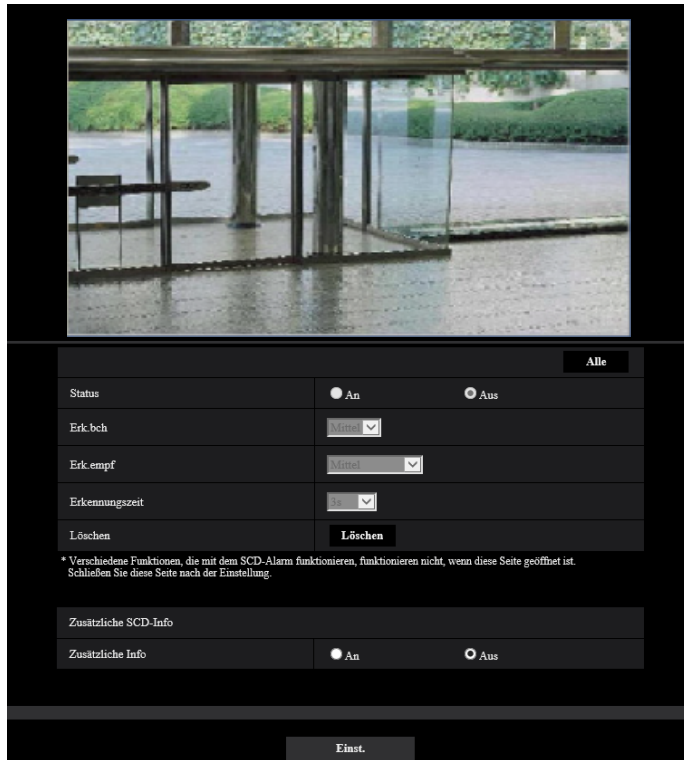 Alle
Status An Aus
Erk.bch Mittel
Erk.empf Mittel
Erkennungszeit 3s
Löschen Löschen
* Verschiedene Funktionen, die mit dem SCD-Alarm funktionieren, funktionieren nicht, wenn diese Seite geöffnet ist.
Schließen Sie diese Seite nach der Einstellung.
Zusätzliche SCD-Info
Zusätzliche Info An Aus
Einst.